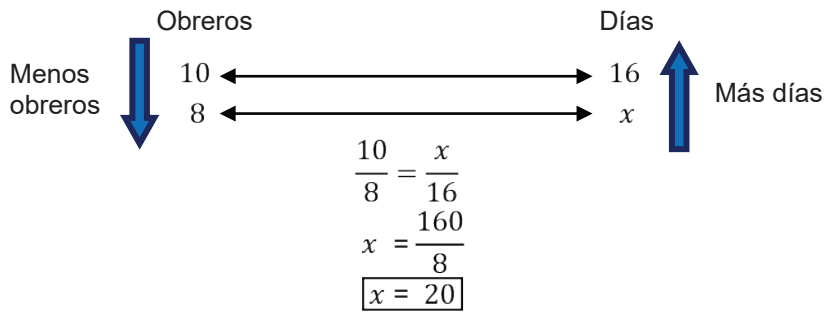 Obreros Días
Menos obreros
10 16
8 x
Más días
10/8 = x/16
x = 160/8
x = 20